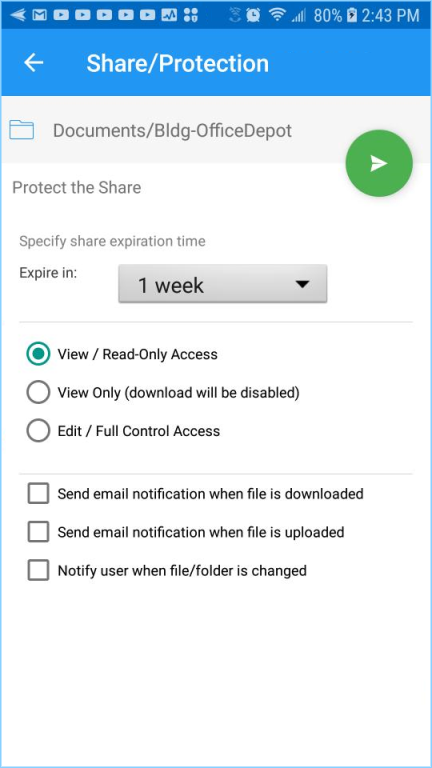 80% 2:43 PM
Share/Protection
Documents/Bldg-OfficeDepot
Protect the Share
Specify share expiration time
Expire in:
1 week
View / Read-Only Access
View Only (download will be disabled)
Edit / Full Control Access
Send email notification when file is downloaded
Send email notification when file is uploaded
Notify user when file/folder is changed